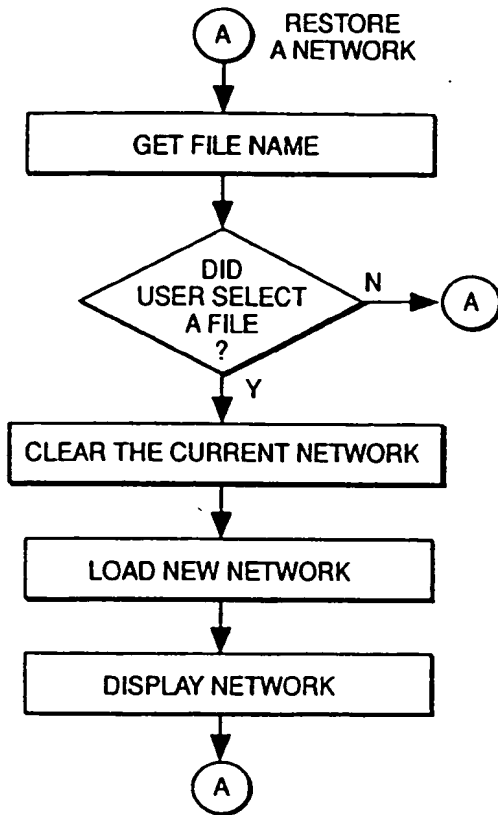 A
RESTORE
A NETWORK
GET FILE NAME
DID
USER SELECT
A FILE
?
N
A
Y
CLEAR THE CURRENT NETWORK
LOAD NEW NETWORK
DISPLAY NETWORK
A